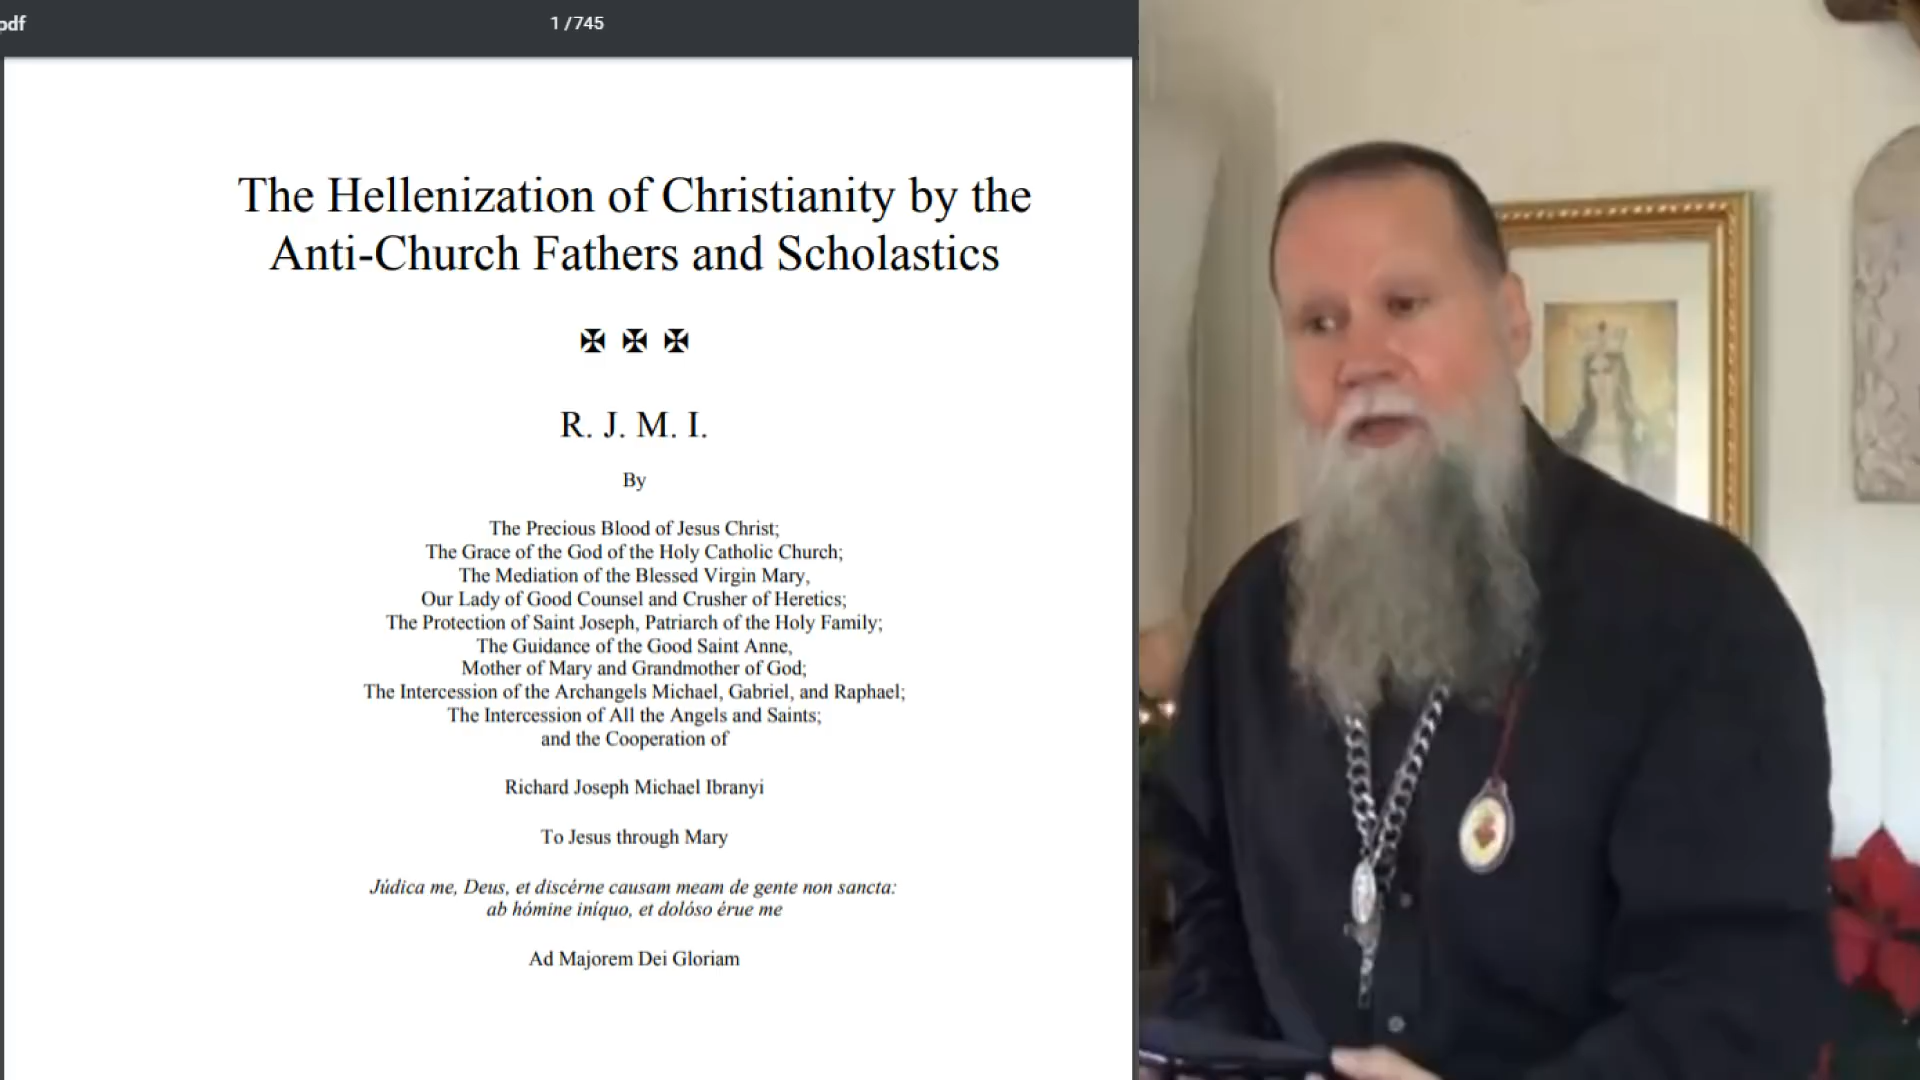 pdf
1 / 745
The Hellenization of Christianity by the
Anti-Church Fathers and Scholastics
✠ ✠ ✠
R. J. M. I.
By
The Precious Blood of Jesus Christ;
The Grace of the God of the Holy Catholic Church;
The Mediation of the Blessed Virgin Mary,
Our Lady of Good Counsel and Crusher of Heretics;
The Protection of Saint Joseph, Patriarch of the Holy Family;
The Guidance of the Good Saint Anne,
Mother of Mary and Grandmother of God;
The Intercession of the Archangels Michael, Gabriel, and Raphael;
The Intercession of All the Angels and Saints;
and the Cooperation of
Richard Joseph Michael Ibranyi
To Jesus through Mary
Júdica me, Deus, et discérne causam meam de gente non sancta:
ab hómine iníquo, et dolóso érue me
Ad Majorem Dei Gloriam